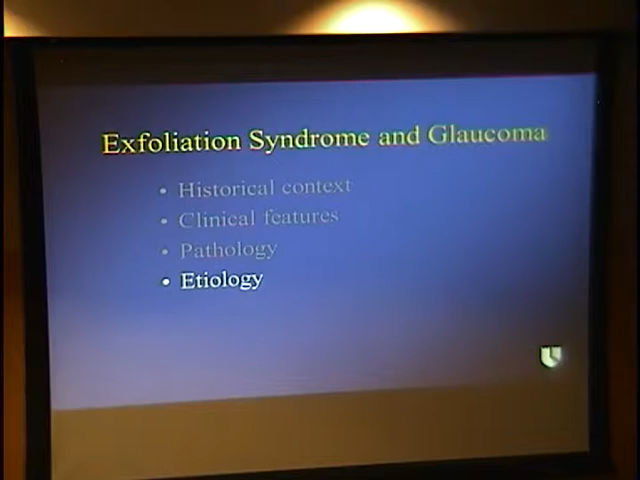 Exfoliation Syndrome and Glaucoma
• Historical context
• Clinical features
• Pathology
• Etiology